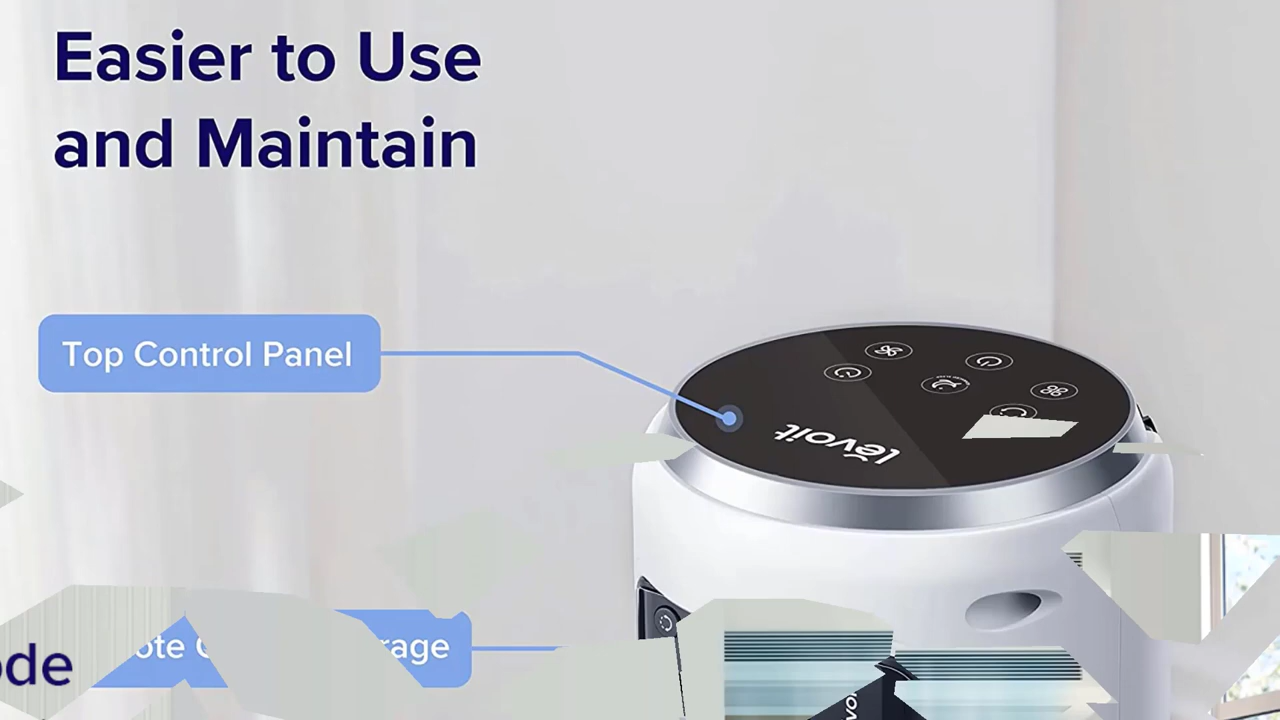 Easier to Use
and Maintain
Top Control Panel
levoit